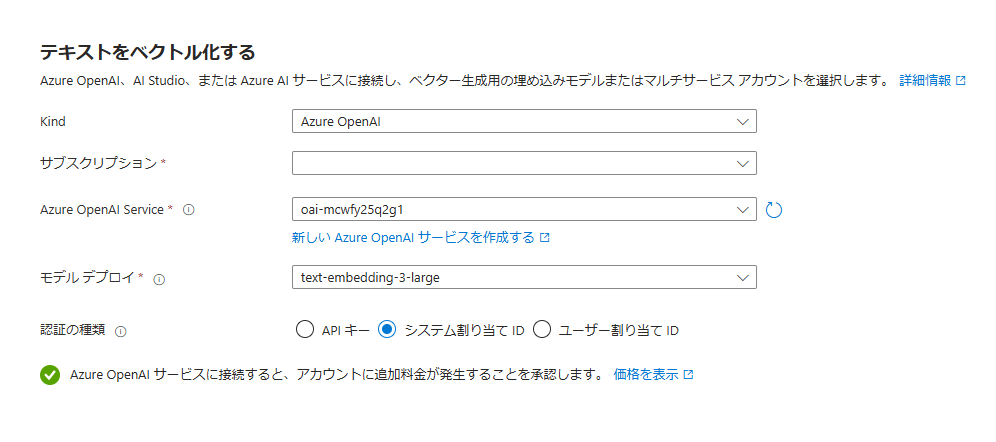 テキストをベクトル化する
Azure OpenAI、AI Studio、または Azure AI サービスに接続し、ベクター生成用の埋め込みモデルまたはマルチサービス アカウントを選択します。 詳細情報
Kind Azure OpenAI
サブスクリプション *
Azure OpenAI Service * oai-mcwfy25q2g1
新しい Azure OpenAI サービスを作成する
モデル デプロイ * text-embedding-3-large
認証の種類 API キー システム割り当て ID ユーザー割り当て ID
Azure OpenAI サービスに接続すると、アカウントに追加料金が発生することを承認します。 価格を表示